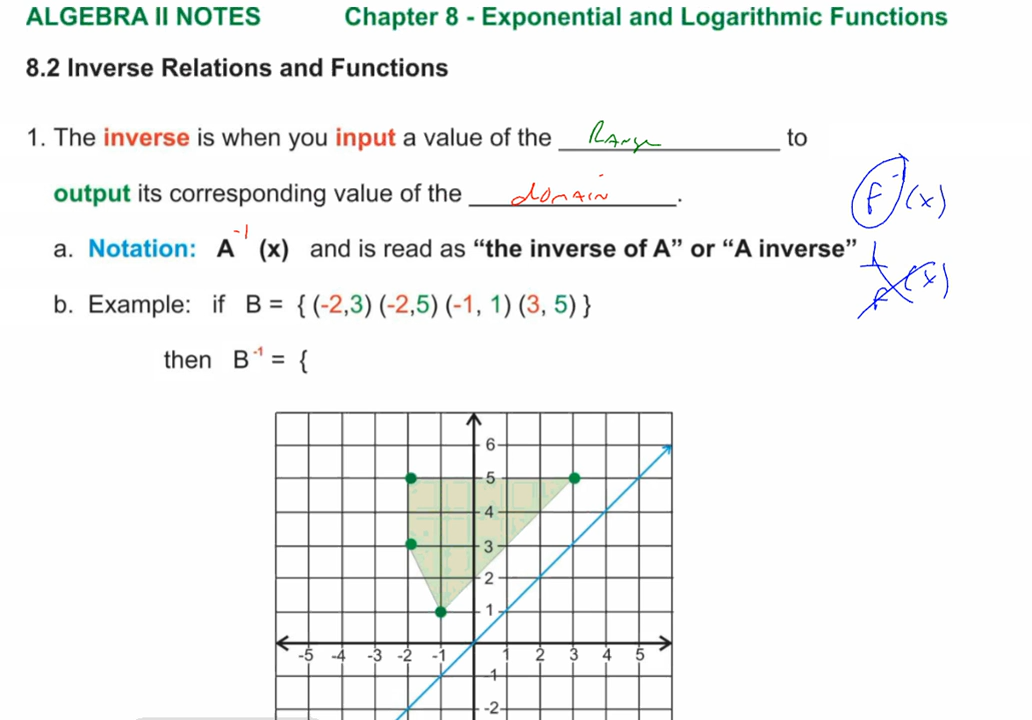 ALGEBRA II NOTES Chapter 8 - Exponential and Logarithmic Functions
8.2 Inverse Relations and Functions
1. The inverse is when you input a value of the Range to
output its corresponding value of the domain.
f⁻¹(x)
a. Notation: A⁻¹ (x) and is read as “the inverse of A” or “A inverse”
1/f(x)
b. Example: if B = { (-2,3) (-2,5) (-1, 1) (3, 5) }
then B⁻¹ = {
6
5
4
3
2
1
-5 -4 -3 -2 -1 1 2 3 4 5
-1
-2